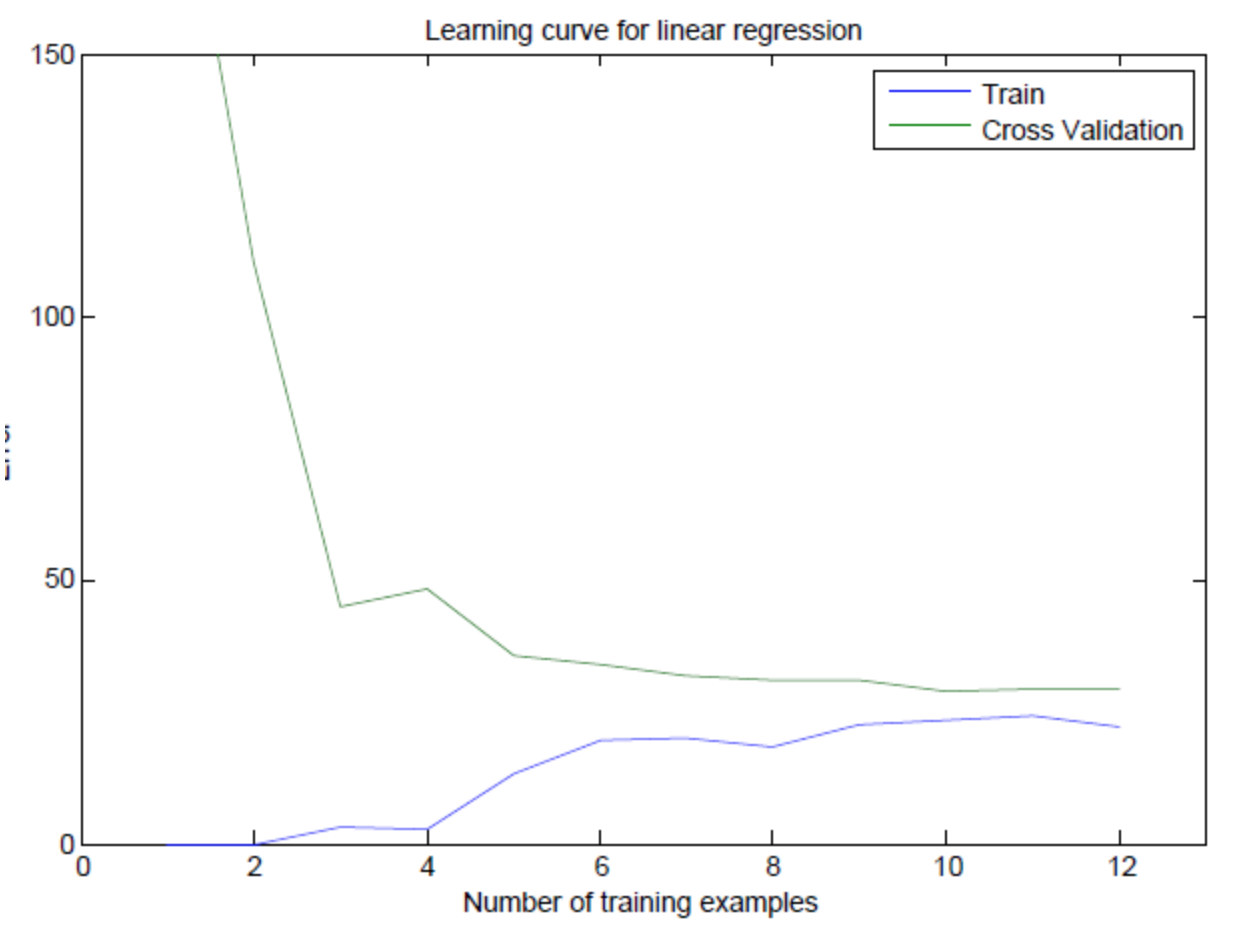 Learning curve for linear regression
150
Train
Cross Validation
100
50
0
0 2 4 6 8 10 12
Number of training examples